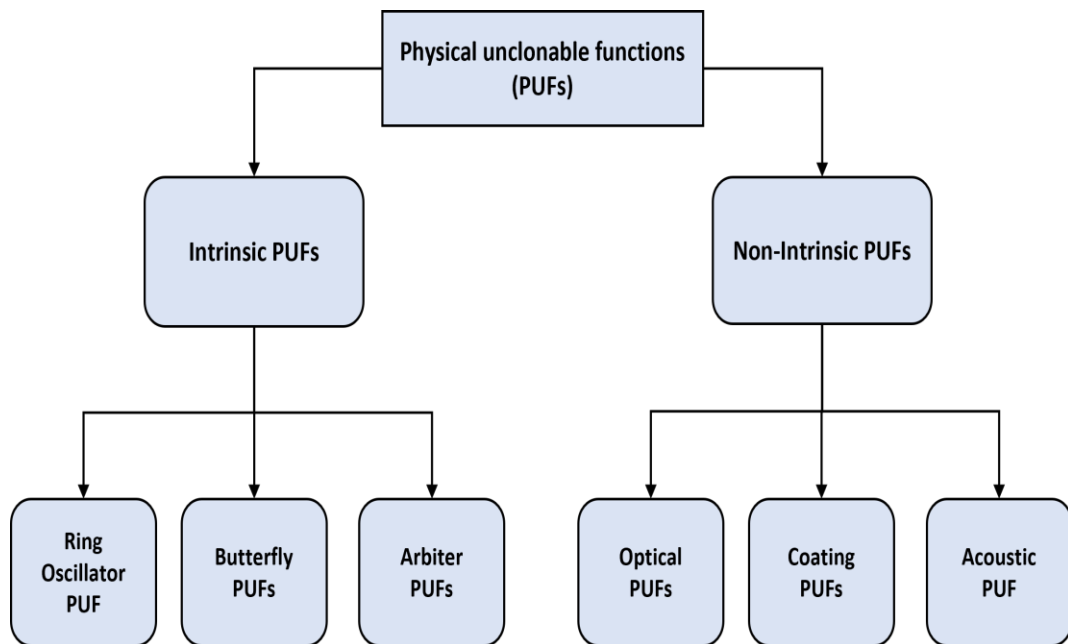 Physical unclonable functions
(PUFs)
Intrinsic PUFs
Non-Intrinsic PUFs
Ring
Oscillator
PUF
Butterfly
PUFs
Arbiter
PUFs
Optical
PUFs
Coating
PUFs
Acoustic
PUF